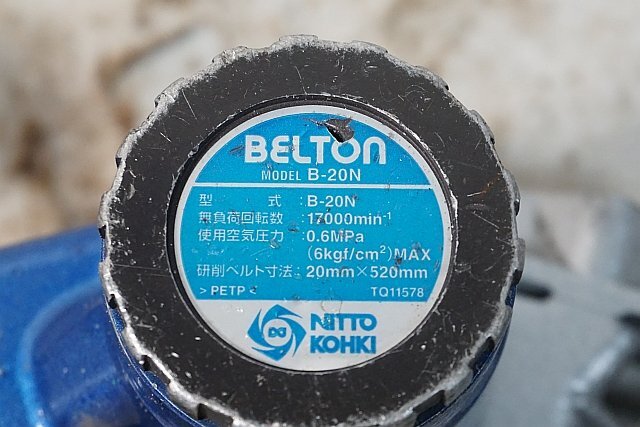 BELTON
MODEL B-20N
型 式 : B-20N
無負荷回転数 : 17000min⁻¹
使用空気圧力 : 0.6MPa
(6kgf/cm²)MAX
研削ベルト寸法 : 20mm×520mm
>PETP< TQ11578
NITTO
KOHKI